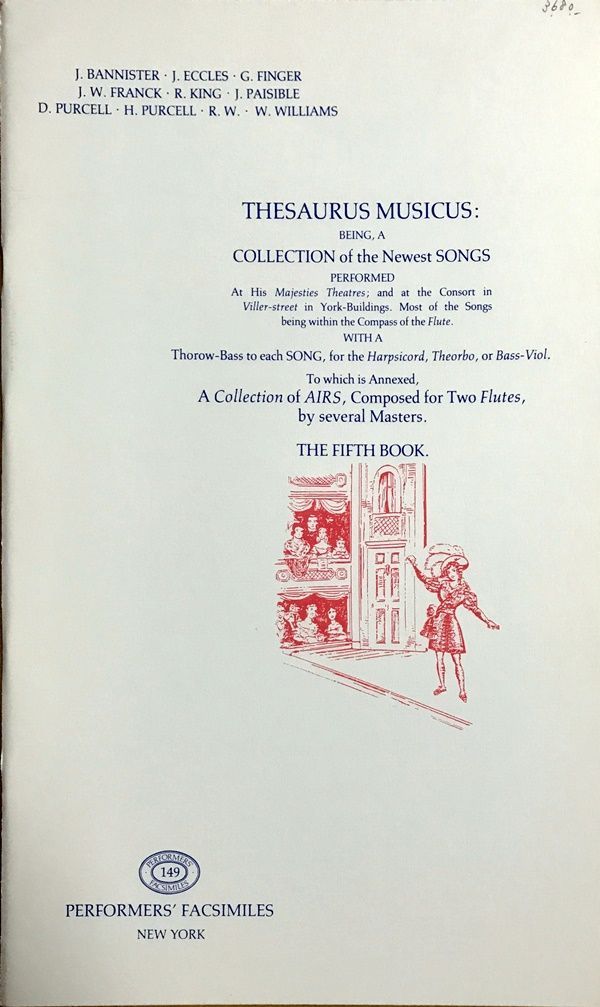 3680_
J. BANNISTER · J. ECCLES · G. FINGER
J. W. FRANCK · R. KING · J. PAISIBLE
D. PURCELL · H. PURCELL · R. W. · W. WILLIAMS
THESAURUS MUSICUS:
BEING, A
COLLECTION of the Newest SONGS
PERFORMED
At His Majesties Theatres; and at the Consort in
Viller-street in York-Buildings. Most of the Songs
being within the Compass of the Flute.
WITH A
Thorow-Bass to each SONG, for the Harpsicord, Theorbo, or Bass-Viol.
To which is Annexed,
A Collection of AIRS, Composed for Two Flutes,
by several Masters.
THE FIFTH BOOK.
PERFORMERS'
149
FACSIMILES
PERFORMERS' FACSIMILES
NEW YORK